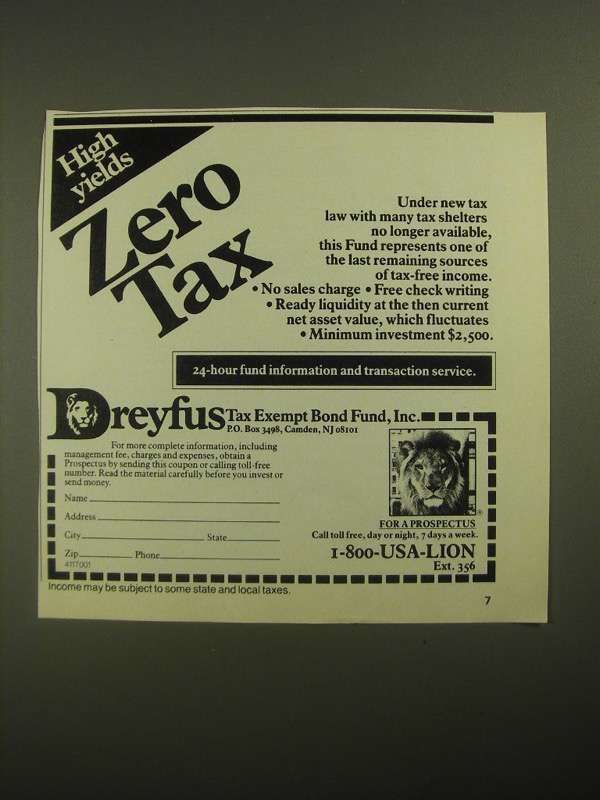 High
yields
Zero
Tax
Under new tax
law with many tax shelters
no longer available,
this Fund represents one of
the last remaining sources
of tax-free income.
• No sales charge • Free check writing
• Ready liquidity at the then current
net asset value, which fluctuates
• Minimum investment $2,500.
24-hour fund information and transaction service.
Dreyfus Tax Exempt Bond Fund, Inc.
P.O. Box 3498, Camden, NJ 08101
For more complete information, including
management fee, charges and expenses, obtain a
Prospectus by sending this coupon or calling toll-free
number. Read the material carefully before you invest or
send money.
Name
Address
City State
Zip Phone
4117001
®
FOR A PROSPECTUS
Call toll free, day or night, 7 days a week.
1-800-USA-LION
Ext. 356
Income may be subject to some state and local taxes.
7